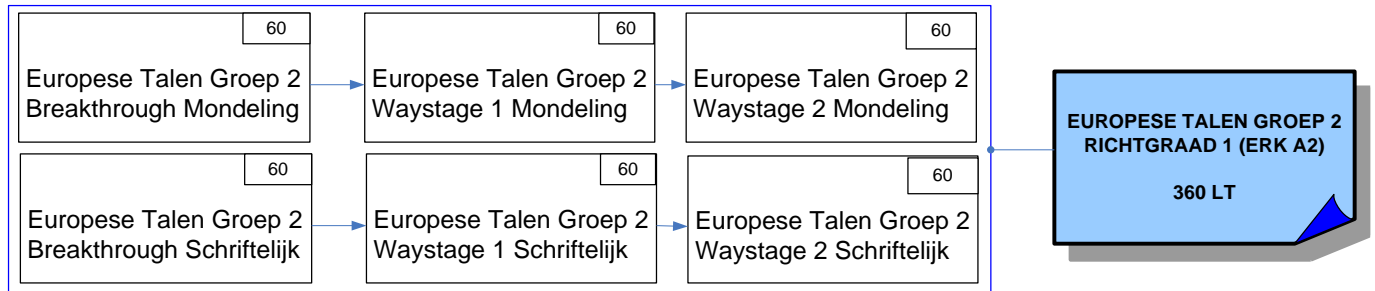 60
Europese Talen Groep 2
Breakthrough Mondeling
60
Europese Talen Groep 2
Waystage 1 Mondeling
60
Europese Talen Groep 2
Waystage 2 Mondeling
60
Europese Talen Groep 2
Breakthrough Schriftelijk
60
Europese Talen Groep 2
Waystage 1 Schriftelijk
60
Europese Talen Groep 2
Waystage 2 Schriftelijk
EUROPESE TALEN GROEP 2
RICHTGRAAD 1 (ERK A2)
360 LT